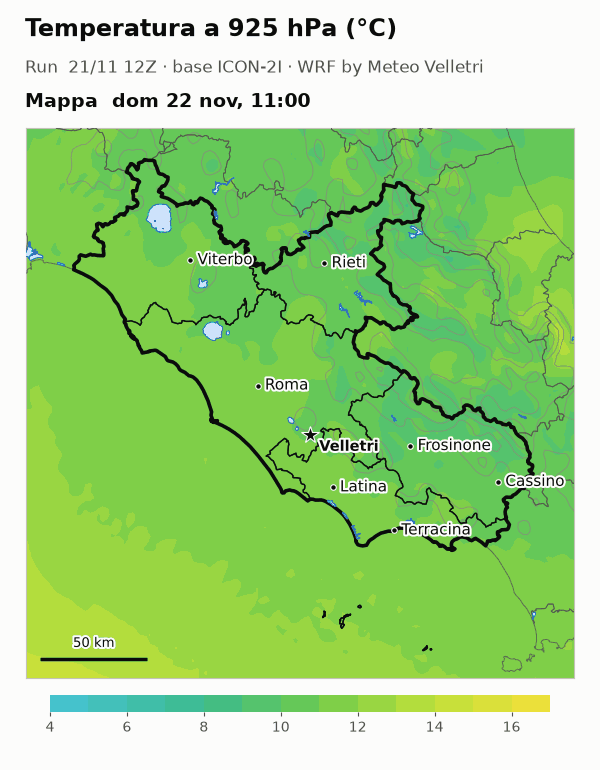 Temperatura a 925 hPa (°C)
Run  21/11 12Z · base ICON-2I · WRF by Meteo Velletri
Mappa  dom 22 nov, 11:00
Viterbo
Rieti
Roma
Velletri
Frosinone
Latina
Cassino
Terracina
50 km
4 6 8 10 12 14 16